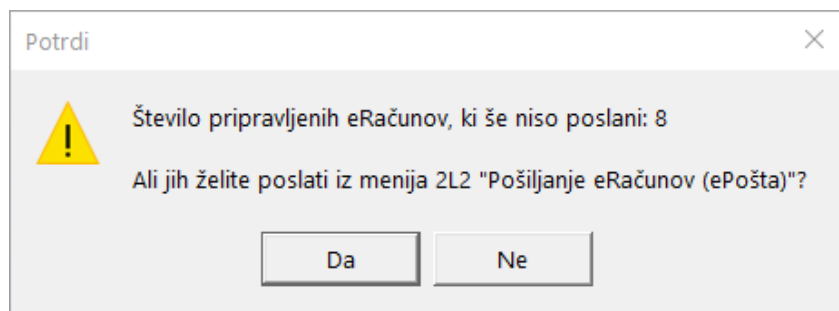 Potrdi
Število pripravljenih eRačunov, ki še niso poslani: 8
Ali jih želite poslati iz menija 2L2 "Pošiljanje eRačunov (ePošta)"?
Da
Ne